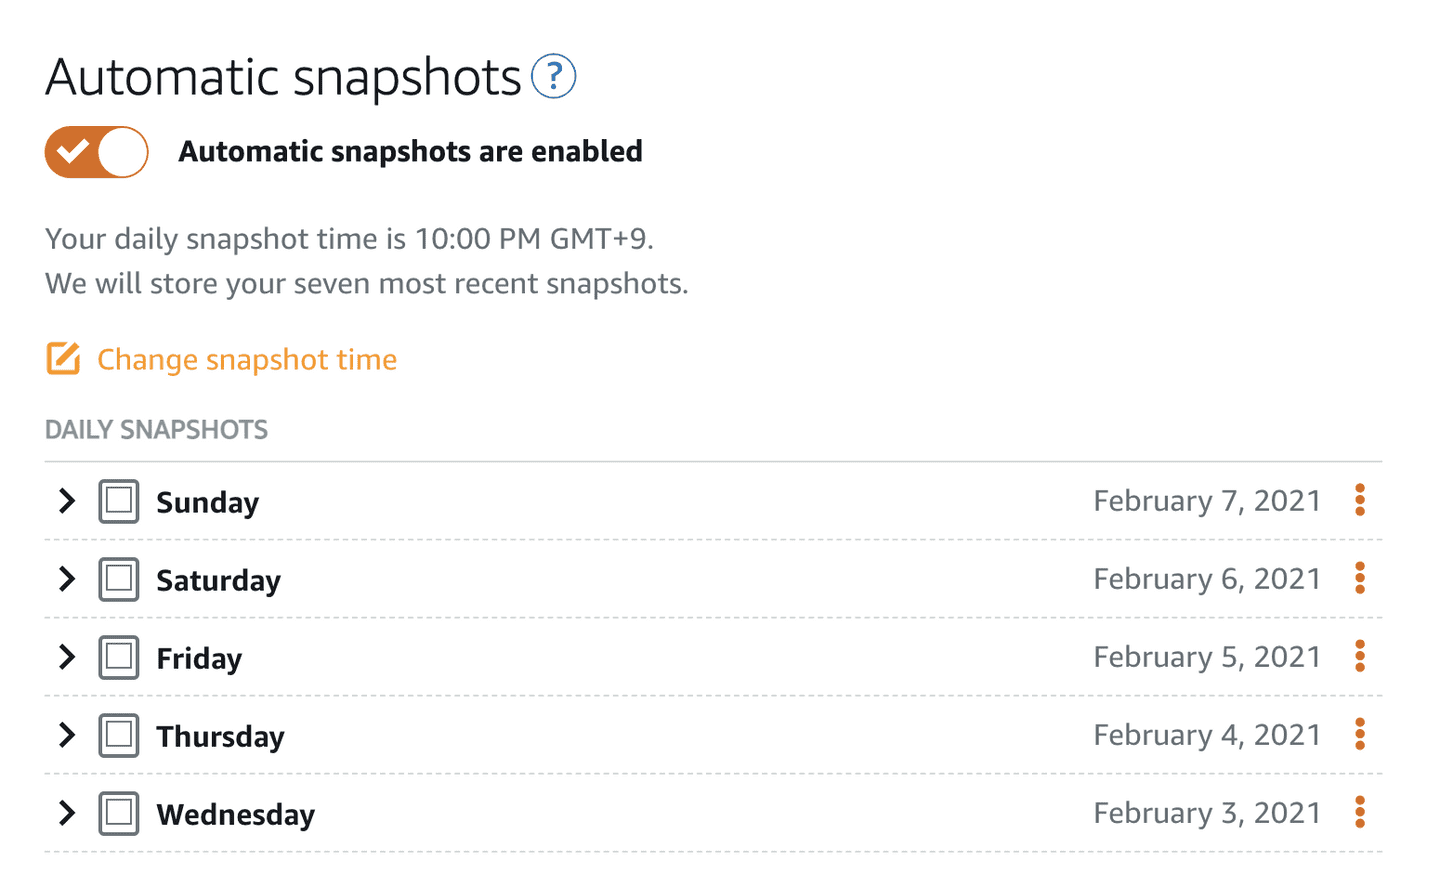 Automatic snapshots ?
Automatic snapshots are enabled
Your daily snapshot time is 10:00 PM GMT+9.
We will store your seven most recent snapshots.
Change snapshot time
DAILY SNAPSHOTS
Sunday February 7, 2021
Saturday February 6, 2021
Friday February 5, 2021
Thursday February 4, 2021
Wednesday February 3, 2021